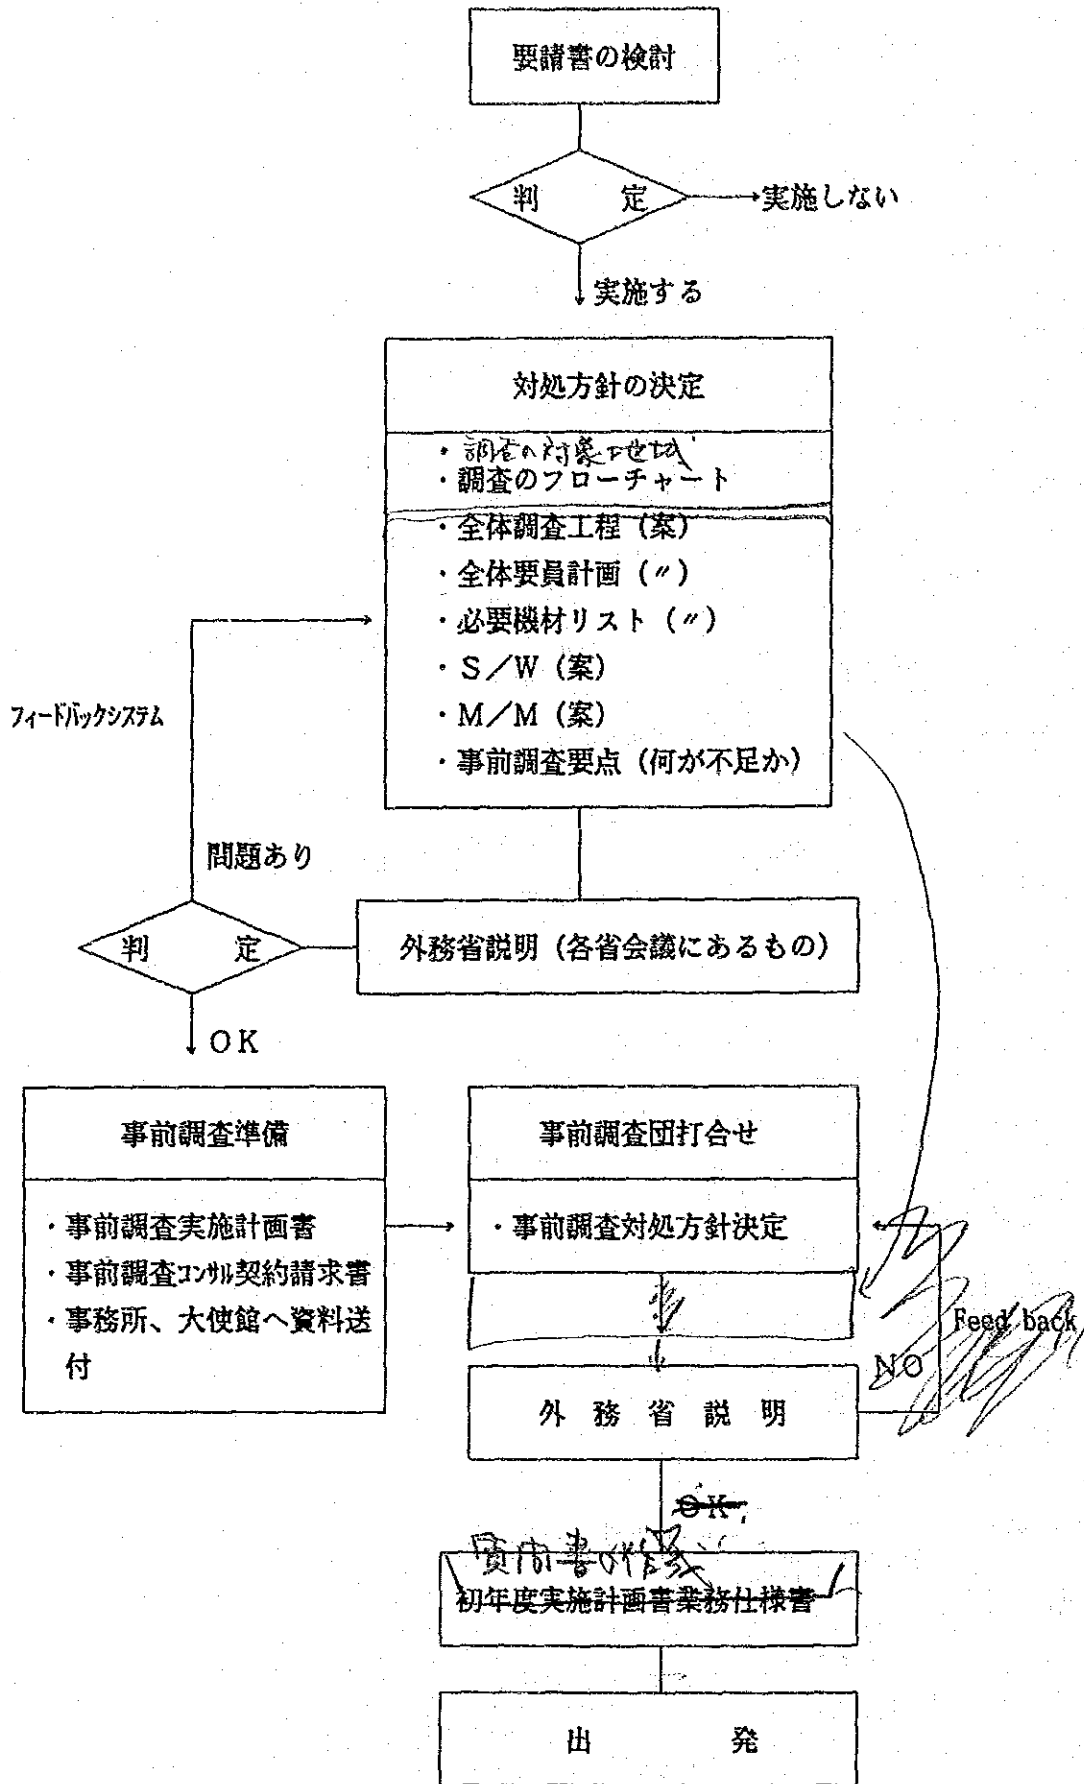 要請書の検討
判　定
実施しない
実施する
対処方針の決定
・調査の対象地域
・調査のフローチャート
・全体調査工程（案）
・全体要員計画（〃）
・必要機材リスト（〃）
・S／W（案）
・M／M（案）
・事前調査要点（何が不足か）
フィードバックシステム
問題あり
判　定
外務省説明（各省会議にあるもの）
OK
事前調査準備
・事前調査実施計画書
・事前調査コンサル契約請求書
・事務所、大使館へ資料送
付
事前調査団打合せ
・事前調査対処方針決定
Feed back
NO
外務省説明
OK
質問書の作成
初年度実施計画書業務仕様書
出　発